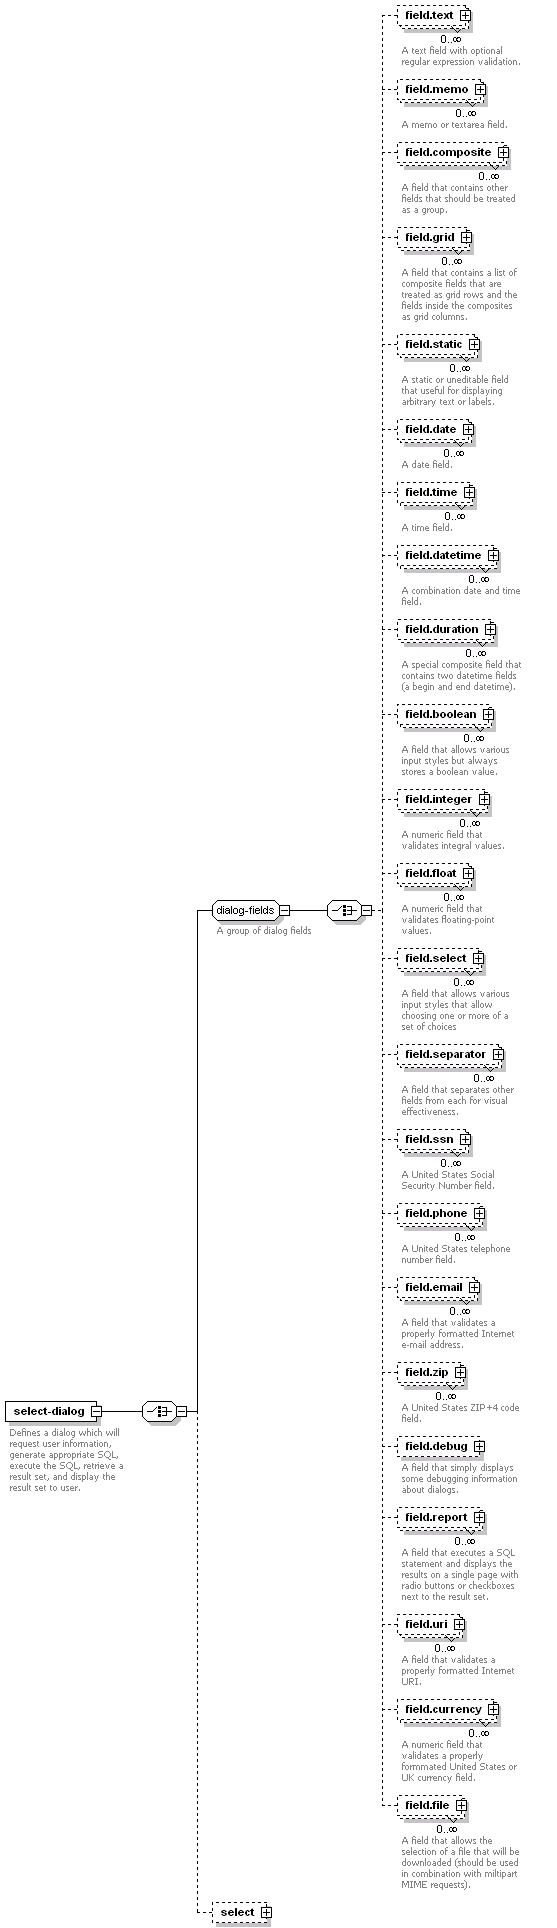 field.text
0..∞
A text field with optional
regular expression validation.
field.memo
0..∞
A memo or textarea field.
field.composite
0..∞
A field that contains other
fields that should be treated
as a group.
field.grid
0..∞
A field that contains a list of
composite fields that are
treated as grid rows and the
fields inside the composites
as grid columns.
field.static
0..∞
A static or uneditable field
that useful for displaying
arbitrary text or labels.
field.date
0..∞
A date field.
field.time
0..∞
A time field.
field.datetime
0..∞
A combination date and time
field.
field.duration
0..∞
A special composite field that
contains two datetime fields
(a begin and end datetime).
field.boolean
0..∞
A field that allows various
input styles but always
stores a boolean value.
field.integer
0..∞
A numeric field that
validates integral values.
field.float
0..∞
A numeric field that
validates floating-point
values.
dialog-fields
A group of dialog fields
field.select
0..∞
A field that allows various
input styles that allow
choosing one or more of a
set of choices
field.separator
0..∞
A field that separates other
fields from each for visual
effectiveness.
field.ssn
0..∞
A United States Social
Security Number field.
field.phone
0..∞
A United States telephone
number field.
field.email
0..∞
A field that validates a
properly formatted Internet
e-mail address.
field.zip
0..∞
A United States ZIP+4 code
field.
select-dialog
Defines a dialog which will
request user information,
generate appropriate SQL,
execute the SQL, retrieve a
result set, and display the
result set to user.
field.debug
A field that simply displays
some debugging information
about dialogs.
field.report
0..∞
A field that executes a SQL
statement and displays the
results on a single page with
radio buttons or checkboxes
next to the result set.
field.uri
0..∞
A field that validates a
properly formatted Internet
URI.
field.currency
0..∞
A numeric field that
validates a properly
formmated United States or
UK currency field.
field.file
0..∞
A field that allows the
selection of a file that will be
downloaded (should be used
in combination with miltipart
MIME requests).
select